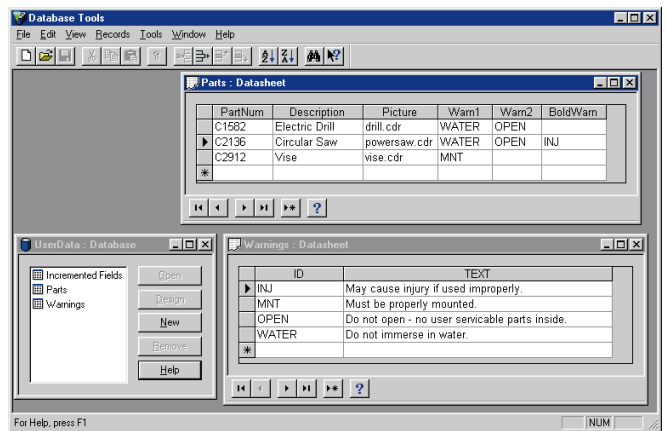 Database Tools
File Edit View Records Tools Window Help
Parts : Datasheet
PartNum Description Picture Warn1 Warn2 BoldWarn
C1582 Electric Drill drill.cdr WATER OPEN
C2136 Circular Saw powersaw.cdr WATER OPEN INJ
C2912 Vise vise.cdr MNT
UserData : Database
Incremented Fields
Parts
Warnings
Open
Design
New
Remove
Help
Warnings : Datasheet
ID TEXT
INJ May cause injury if used improperly.
MNT Must be properly mounted.
OPEN Do not open - no user servicable parts inside.
WATER Do not immerse in water.
For Help, press F1 NUM